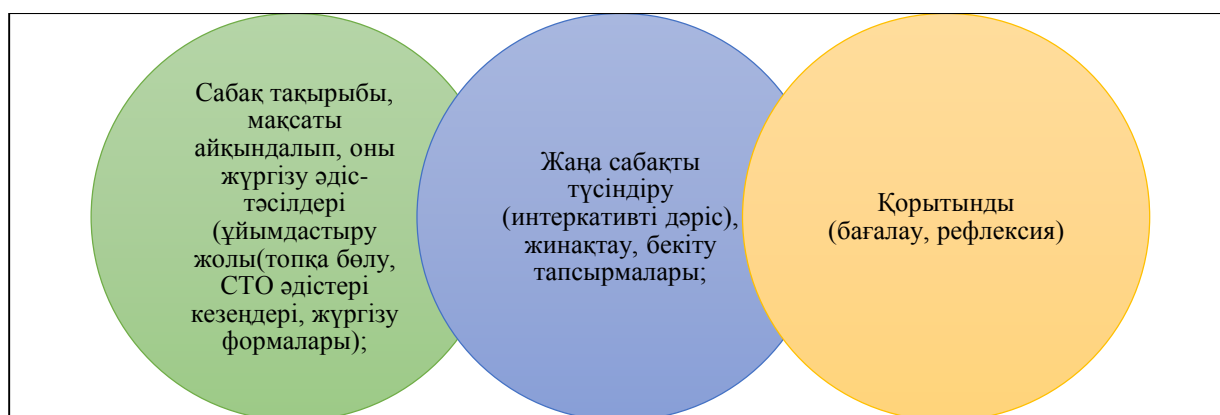 Сабақ тақырыбы,
мақсаты
айқындалып, оны
жүргізу әдіс-
тәсілдері
(ұйымдастыру
жолы(топқа бөлу,
СТО әдістері
кезеңдері, жүргізу
формалары);
Жаңа сабақты
түсіндіру
(интеркативті дәріс),
жинақтау, бекіту
тапсырмалары;
Қорытынды
(бағалау, рефлексия)